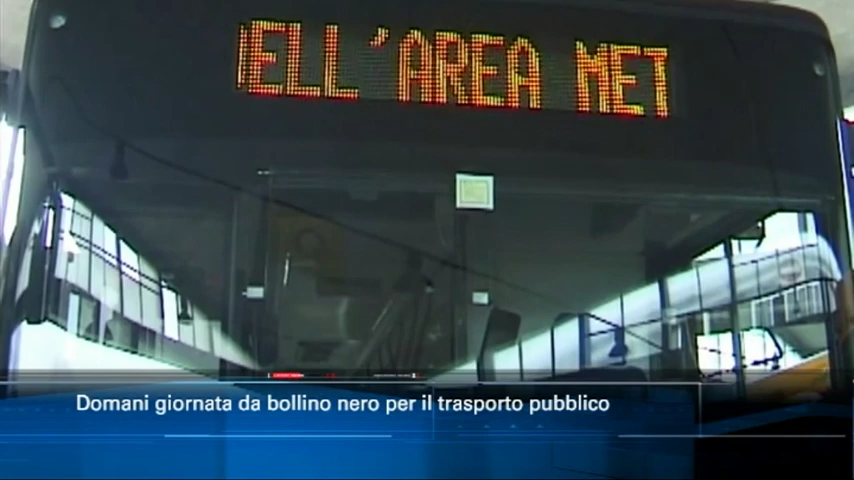 ELL'AREA MET
Domani giornata da bollino nero per il trasporto pubblico